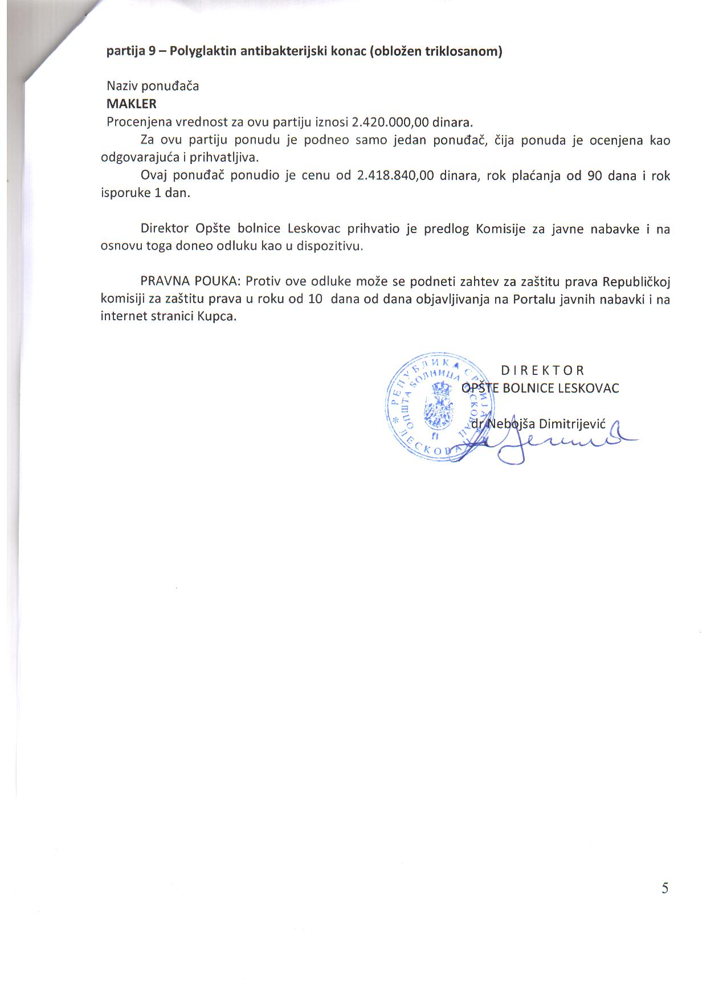 partija 9 – Polyglaktin antibakterijski konac (obložen triklosanom)
Naziv ponuđača
MAKLER
Procenjena vrednost za ovu partiju iznosi 2.420.000,00 dinara.
Za ovu partiju ponudu je podneo samo jedan ponuđač, čija ponuda je ocenjena kao
odgovarajuća i prihvatljiva.
Ovaj ponuđač ponudio je cenu od 2.418.840,00 dinara, rok plaćanja od 90 dana i rok
isporuke 1 dan.
Direktor Opšte bolnice Leskovac prihvatio je predlog Komisije za javne nabavke i na
osnovu toga doneo odluku kao u dispozitivu.
PRAVNA POUKA: Protiv ove odluke može se podneti zahtev za zaštitu prava Republičkoj
komisiji za zaštitu prava u roku od 10 dana od dana objavljivanja na Portalu javnih nabavki i na
internet stranici Kupca.
D I R E K T O R
OPŠTE BOLNICE LESKOVAC
dr Nebojša Dimitrijević
РЕПУБЛИКА СРБИЈА
ОПШТА БОЛНИЦА ЛЕСКОВАЦ
* ЛЕСКОВАЦ
5